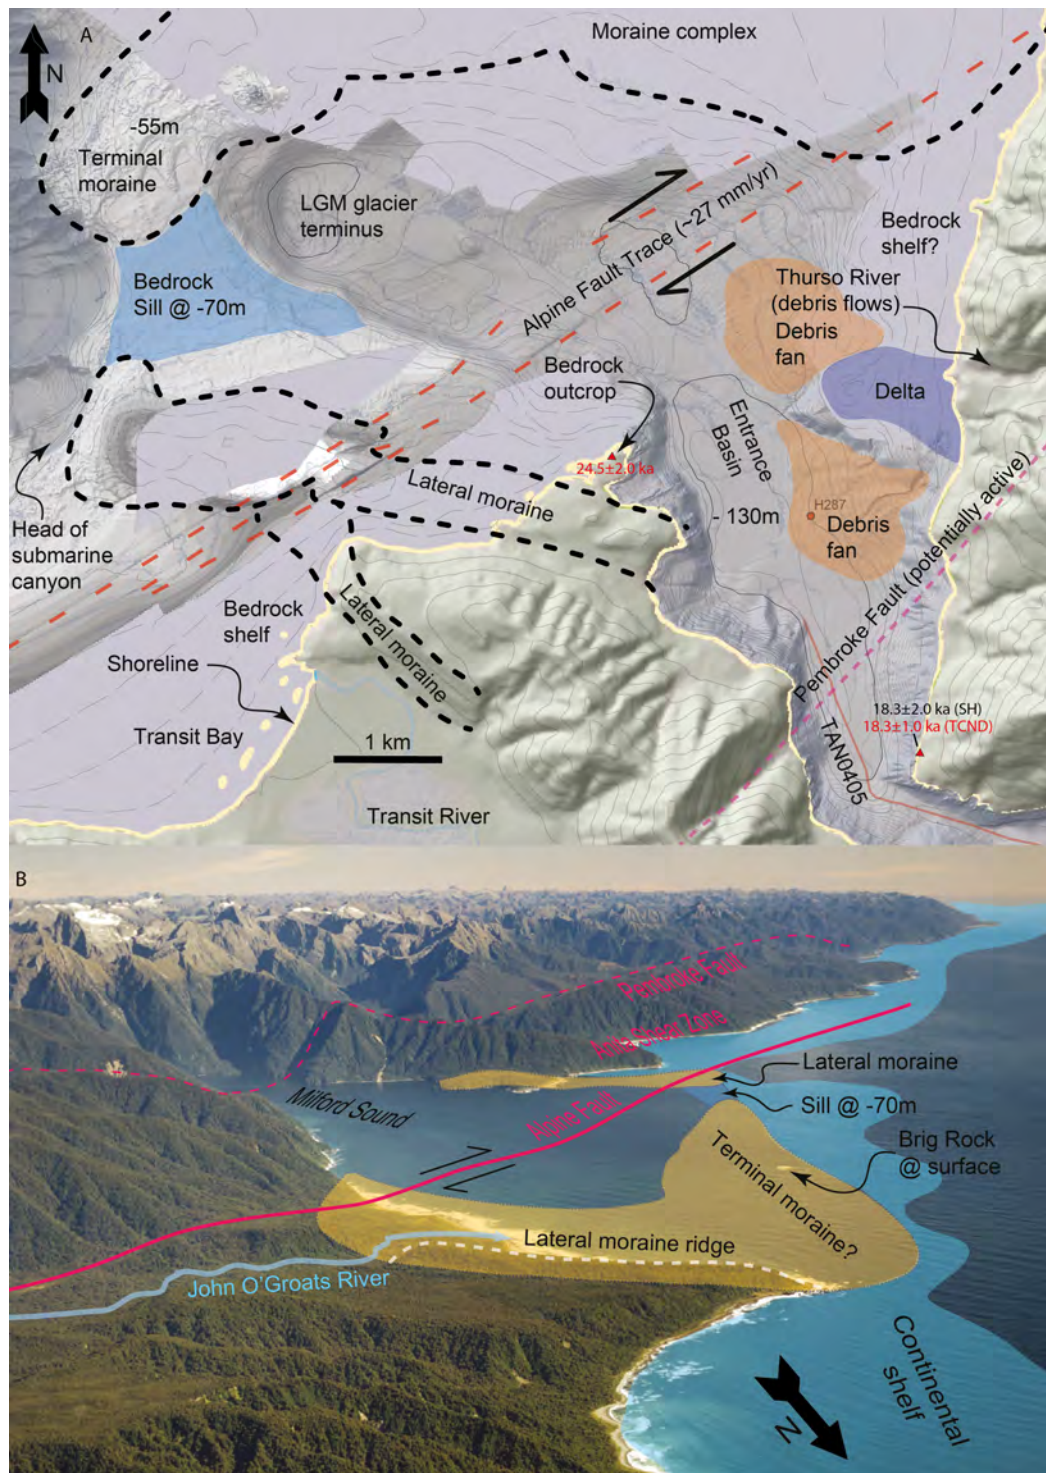 A
N
Moraine complex
-55m
Terminal
moraine
LGM glacier
terminus
Bedrock
Sill @ -70m
Alpine Fault Trace (~27 mm/yr)
Bedrock
shelf?
Thurso River
(debris flows)
Debris
fan
Delta
Bedrock
outcrop
24.5±2.0 ka
Entrance
Basin
- 130m
H287
Debris
fan
Lateral moraine
Head of
submarine
canyon
Bedrock
shelf
Lateral moraine
Shoreline
Transit Bay
1 km
Transit River
Pembroke Fault (potentially active)
18.3±2.0 ka (SH)
18.3±1.0 ka (TCND)
TAN0405
B
Pembroke Fault
Anita Shear Zone
Lateral moraine
Milford Sound
Alpine Fault
Sill @ -70m
Brig Rock
@ surface
Terminal moraine?
Lateral moraine ridge
John O'Groats River
Continental
shelf
N